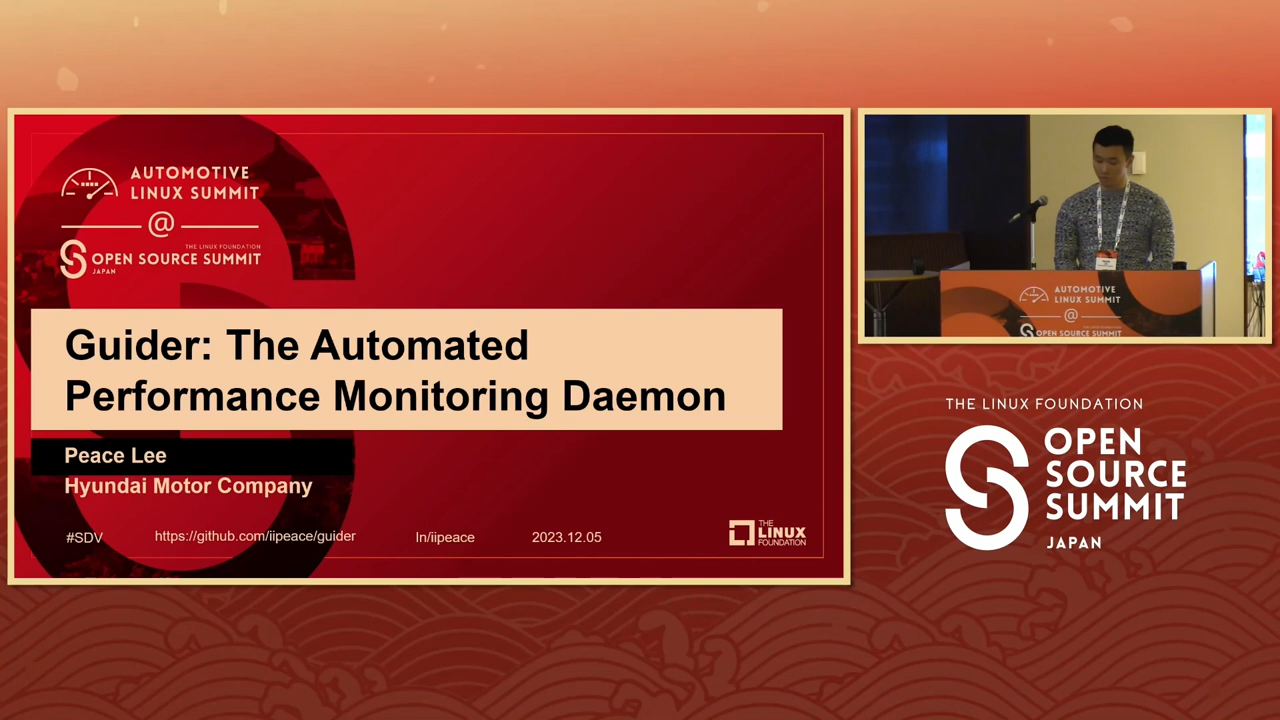 AUTOMOTIVE
LINUX SUMMIT
@
THE LINUX FOUNDATION
OPEN SOURCE SUMMIT
JAPAN
Guider: The Automated
Performance Monitoring Daemon
Peace Lee
Hyundai Motor Company
#SDV
https://github.com/iipeace/guider
In/iipeace
2023.12.05
THE
LINUX
FOUNDATION
AUTOMOTIVE
LINUX SUMMIT
@
OPEN SOURCE SUMMIT
THE LINUX FOUNDATION
OPEN
SOURCE
SUMMIT
JAPAN